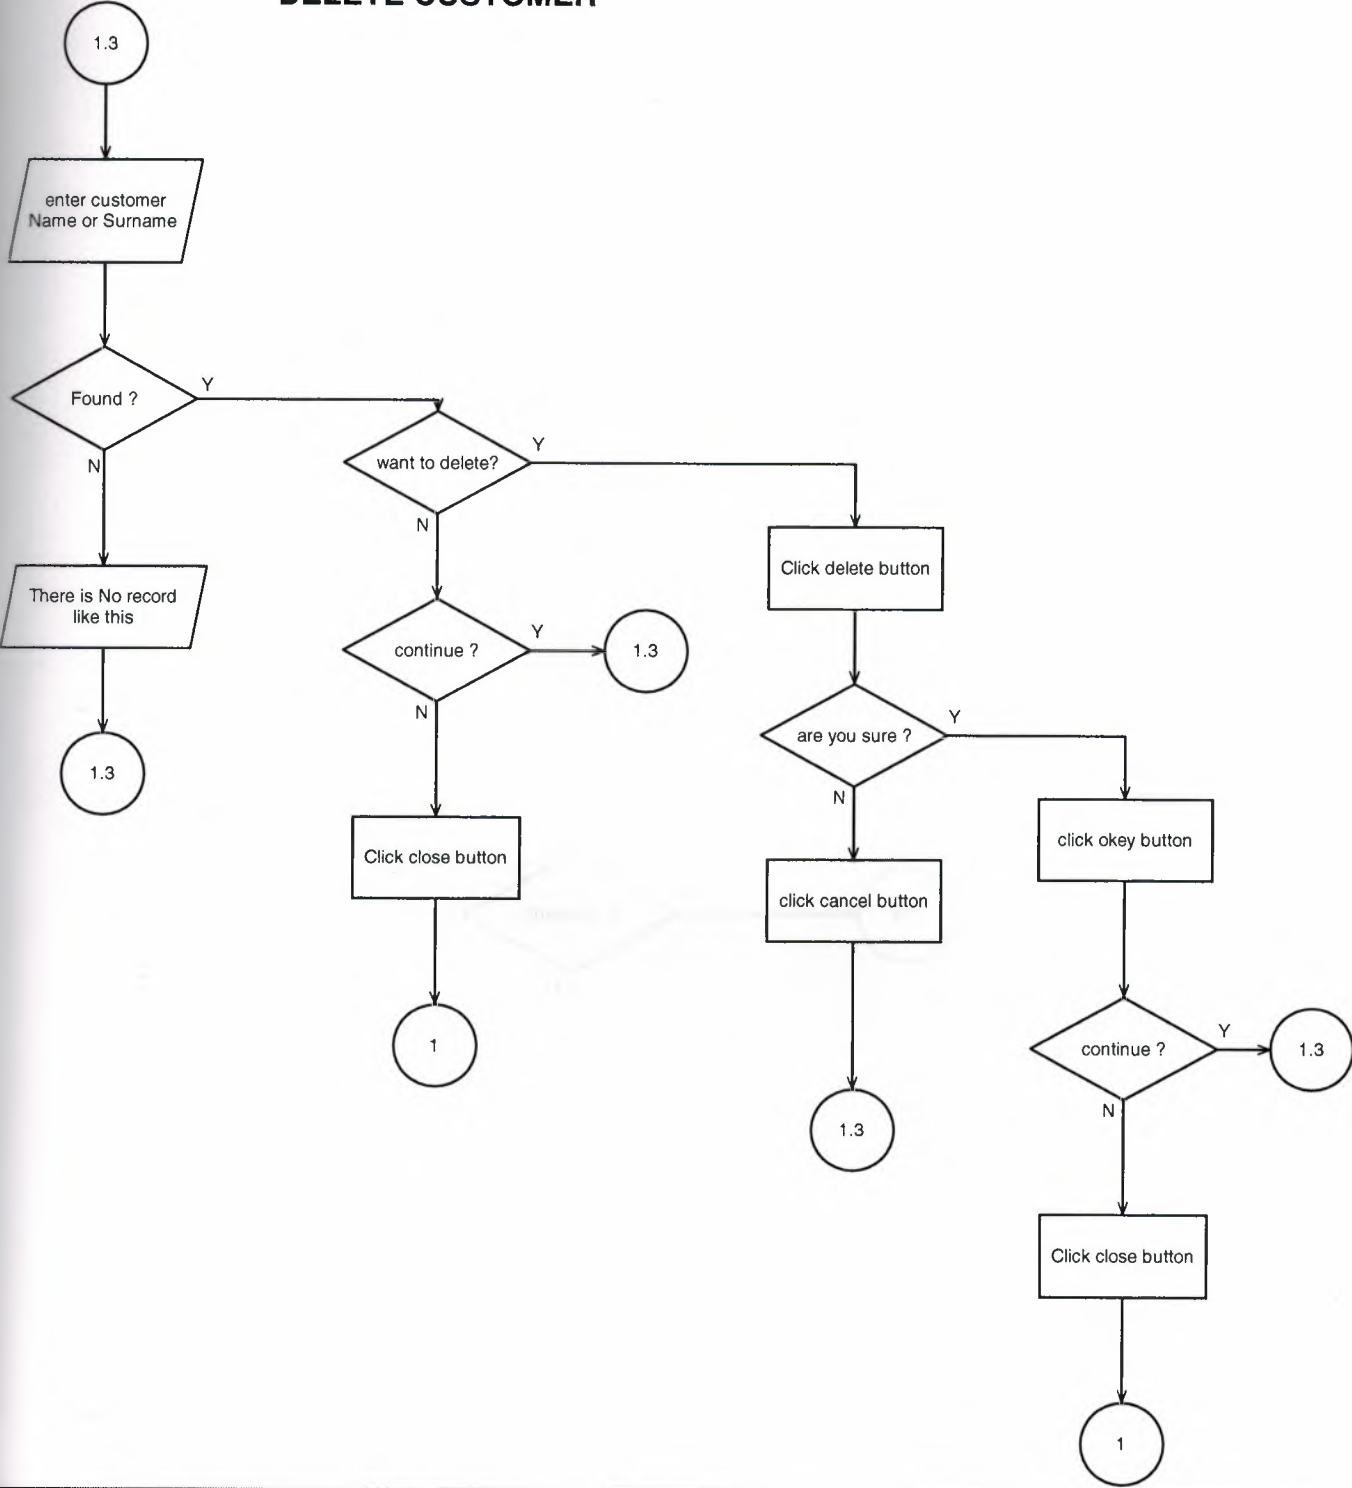 DELETE CUSTOMER
1.3
enter customer
Name or Surname
Found ?
Y
N
There is No record
like this
1.3
want to delete?
Y
N
continue ?
Y
1.3
N
Click close button
1
Click delete button
are you sure ?
Y
N
click cancel button
1.3
click okey button
continue ?
Y
1.3
N
Click close button
1